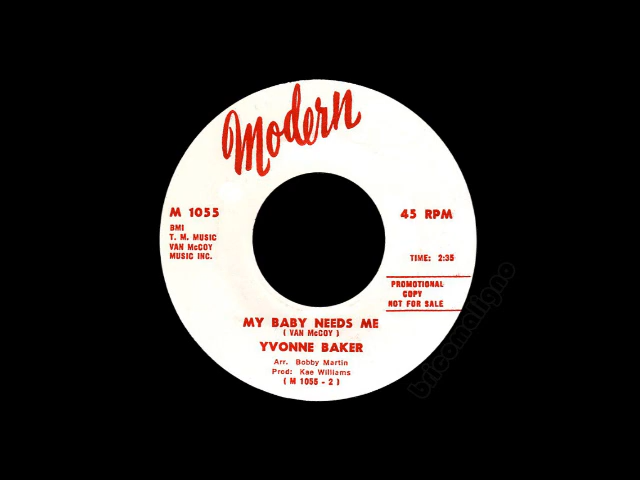 Modern
M 1055
45 RPM
BMI
T. M. MUSIC
VAN McCOY
MUSIC INC.
TIME: 2:35
PROMOTIONAL
COPY
NOT FOR SALE
MY BABY NEEDS ME
( VAN McCOY )
YVONNE BAKER
Arr. Bobby Martin
Prod: Kae Williams
( M 1055 - 2 )
bricomaligno